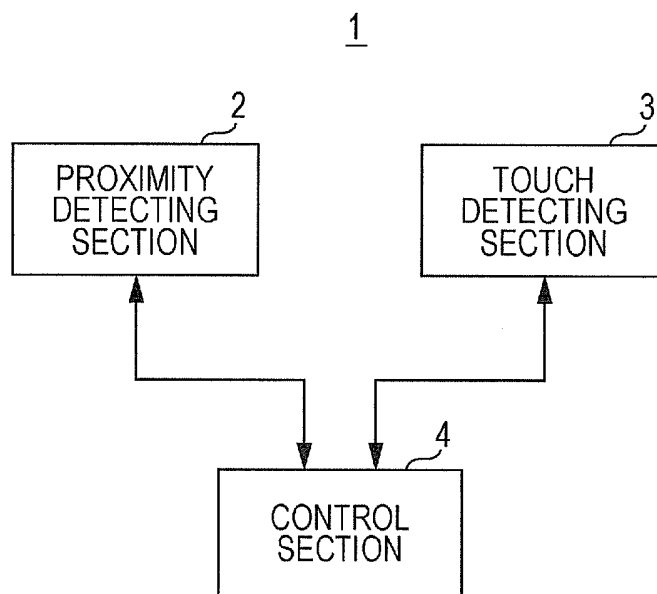 1
2
PROXIMITY
DETECTING
SECTION
3
TOUCH
DETECTING
SECTION
4
CONTROL
SECTION